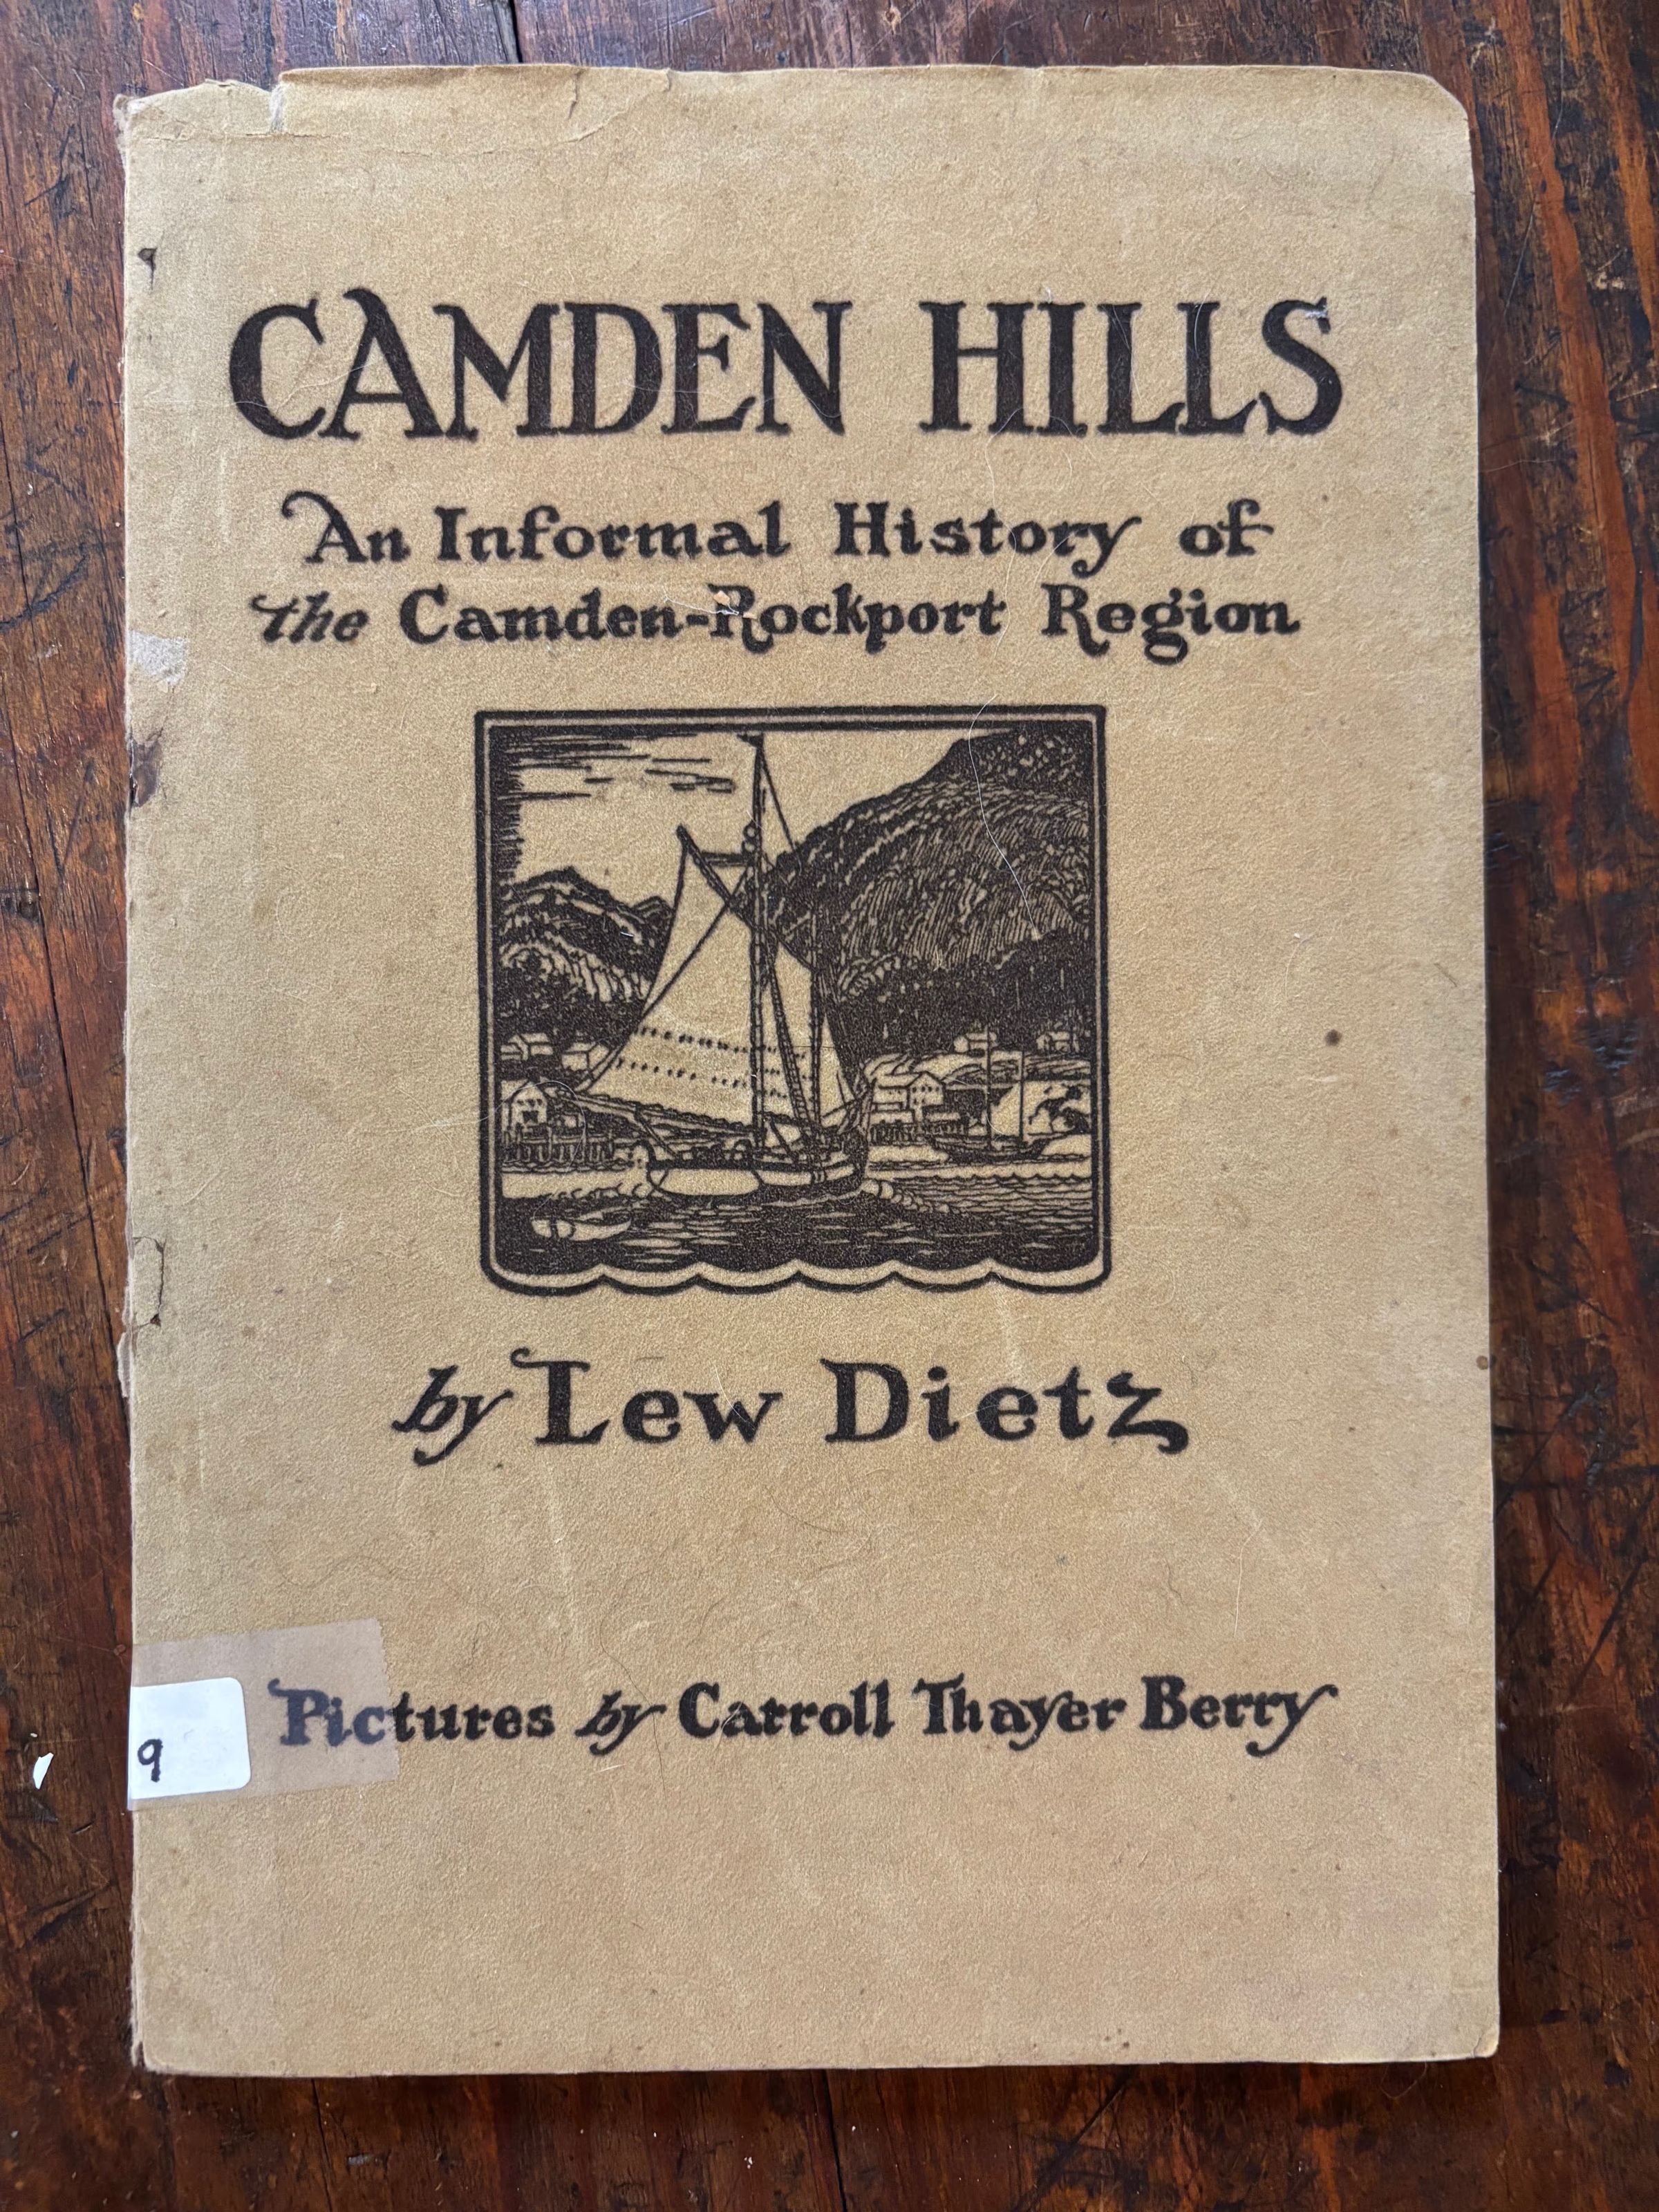 CAMDEN HILLS
An Informal History of
the Camden-Rockport Region
by Lew Dietz
Pictures by Carroll Thayer Berry
9